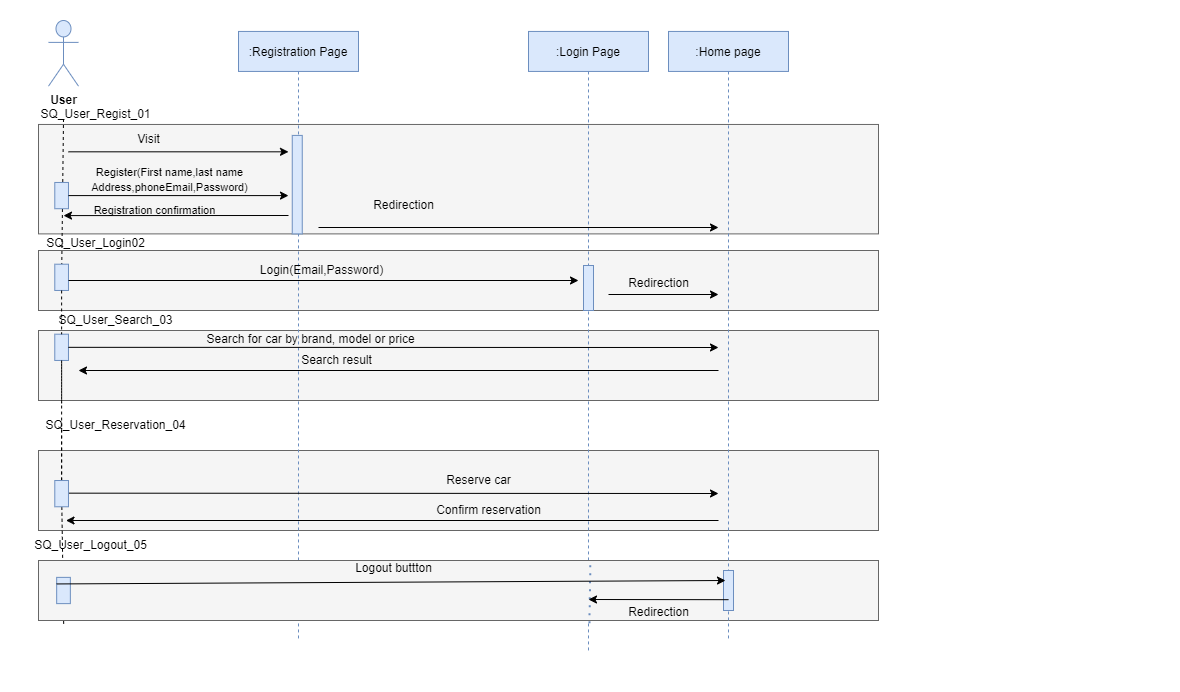 :Registration Page
:Login Page
:Home page
User
SQ_User_Regist_01
Visit
Register(First name,last name
Address,phoneEmail,Password)
Registration confirmation
Redirection
SQ_User_Login02
Login(Email,Password)
Redirection
SQ_User_Search_03
Search for car by brand, model or price
Search result
SQ_User_Reservation_04
Reserve car
Confirm reservation
SQ_User_Logout_05
Logout buttton
Redirection